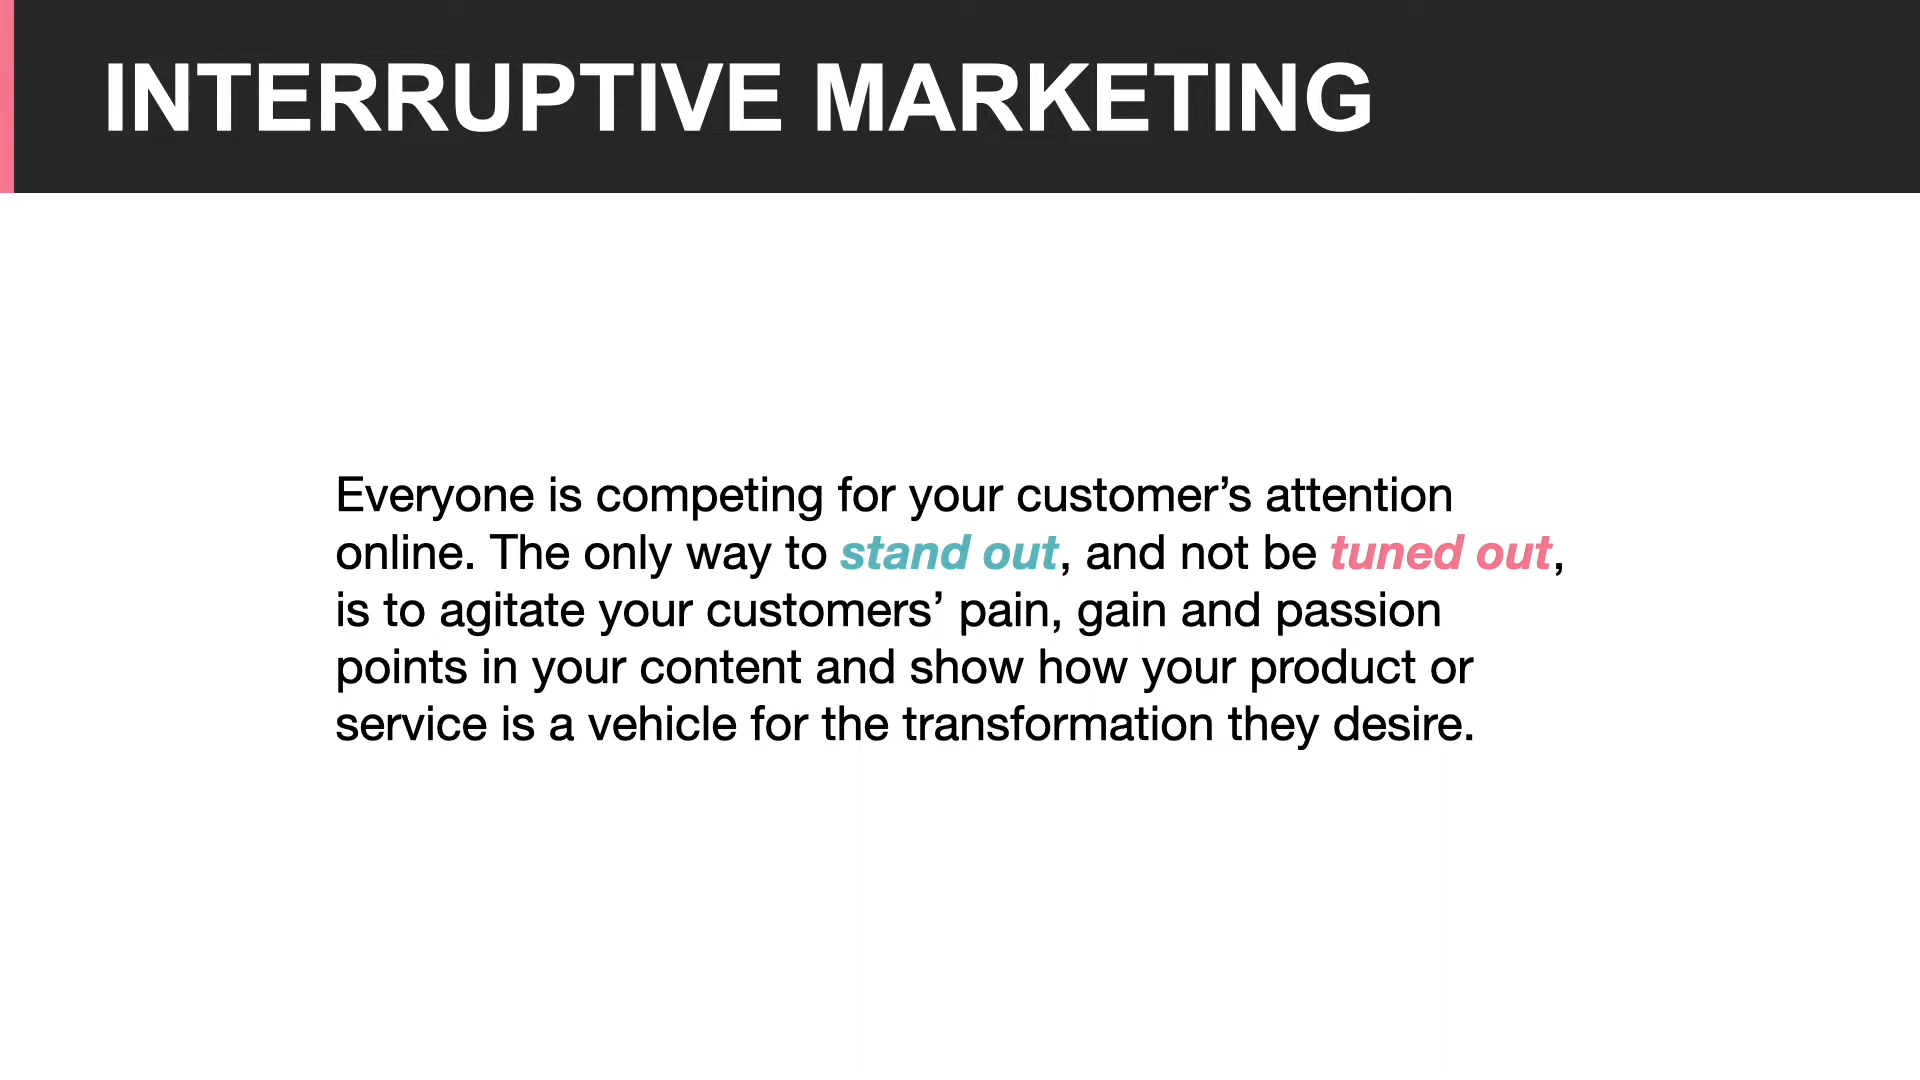 INTERRUPTIVE MARKETING
Everyone is competing for your customer’s attention
online. The only way to stand out, and not be tuned out,
is to agitate your customers’ pain, gain and passion
points in your content and show how your product or
service is a vehicle for the transformation they desire.